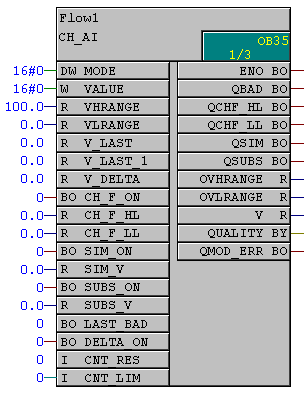 Flow1
CH_AI
OB35
1/3
16#0 DW MODE ENO BO
16#0 W VALUE QBAD BO
100.0 R VHRANGE QCHF_HL BO
0.0 R VLRANGE QCHF_LL BO
0.0 R V_LAST QSIM BO
0.0 R V_LAST_1 QSUBS BO
0.0 R V_DELTA OVHRANGE R
0 BO CH_F_ON OVLRANGE R
0.0 R CH_F_HL V R
0.0 R CH_F_LL QUALITY BY
0 BO SIM_ON QMOD_ERR BO
0.0 R SIM_V
0 BO SUBS_ON
0.0 R SUBS_V
0 BO LAST_BAD
0 BO DELTA_ON
0 I CNT_RES
0 I CNT_LIM